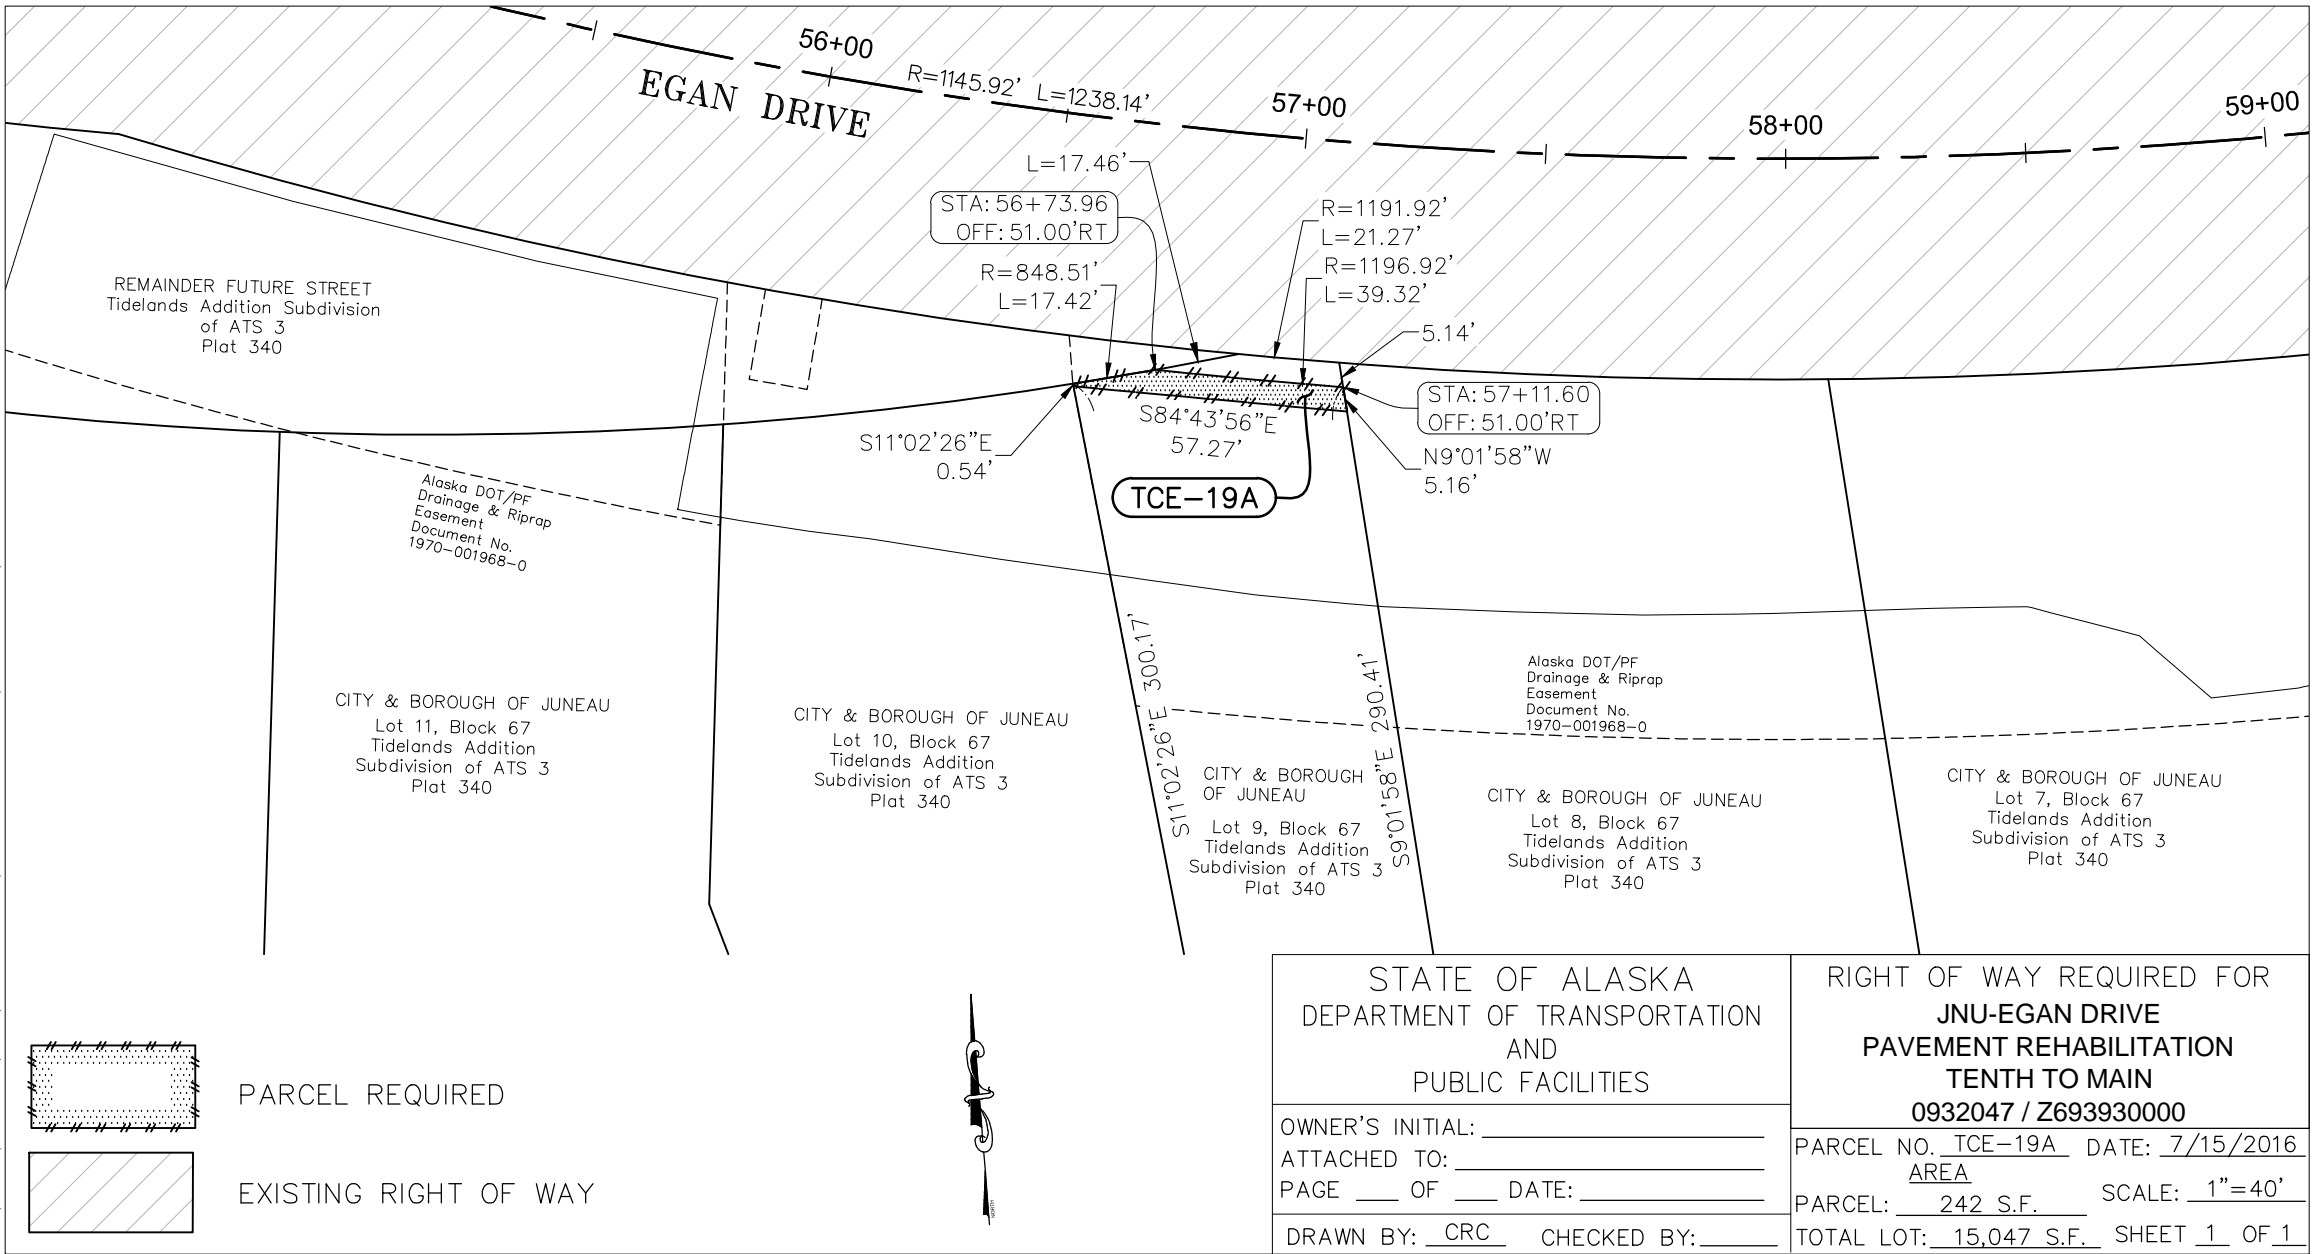 56+00
EGAN DRIVE
R=1145.92' L=1238.14'
57+00
58+00
59+00
L=17.46'
STA: 56+73.96
OFF: 51.00'RT
R=848.51'
L=17.42'
R=1191.92'
L=21.27'
R=1196.92'
L=39.32'
5.14'
STA: 57+11.60
OFF: 51.00'RT
S84°43'56"E
57.27'
S11°02'26"E
0.54'
N9°01'58"W
5.16'
TCE-19A
REMAINDER FUTURE STREET
Tidelands Addition Subdivision
of ATS 3
Plat 340
Alaska DOT/PF
Drainage & Riprap
Easement
Document No.
1970-001968-0
S11°02'26"E 300.17'
S9°01'58"E 290.41'
Alaska DOT/PF
Drainage & Riprap
Easement
Document No.
1970-001968-0
CITY & BOROUGH OF JUNEAU
Lot 11, Block 67
Tidelands Addition
Subdivision of ATS 3
Plat 340
CITY & BOROUGH OF JUNEAU
Lot 10, Block 67
Tidelands Addition
Subdivision of ATS 3
Plat 340
CITY & BOROUGH
OF JUNEAU
Lot 9, Block 67
Tidelands Addition
Subdivision of ATS 3
Plat 340
CITY & BOROUGH OF JUNEAU
Lot 8, Block 67
Tidelands Addition
Subdivision of ATS 3
Plat 340
CITY & BOROUGH OF JUNEAU
Lot 7, Block 67
Tidelands Addition
Subdivision of ATS 3
Plat 340
PARCEL REQUIRED
EXISTING RIGHT OF WAY
NORTH
STATE OF ALASKA
DEPARTMENT OF TRANSPORTATION
AND
PUBLIC FACILITIES
OWNER'S INITIAL:
ATTACHED TO:
PAGE OF DATE:
DRAWN BY: CRC CHECKED BY:
RIGHT OF WAY REQUIRED FOR
JNU-EGAN DRIVE
PAVEMENT REHABILITATION
TENTH TO MAIN
0932047 / Z693930000
PARCEL NO. TCE-19A DATE: 7/15/2016
AREA
PARCEL: 242 S.F. SCALE: 1"=40'
TOTAL LOT: 15,047 S.F. SHEET 1 OF 1